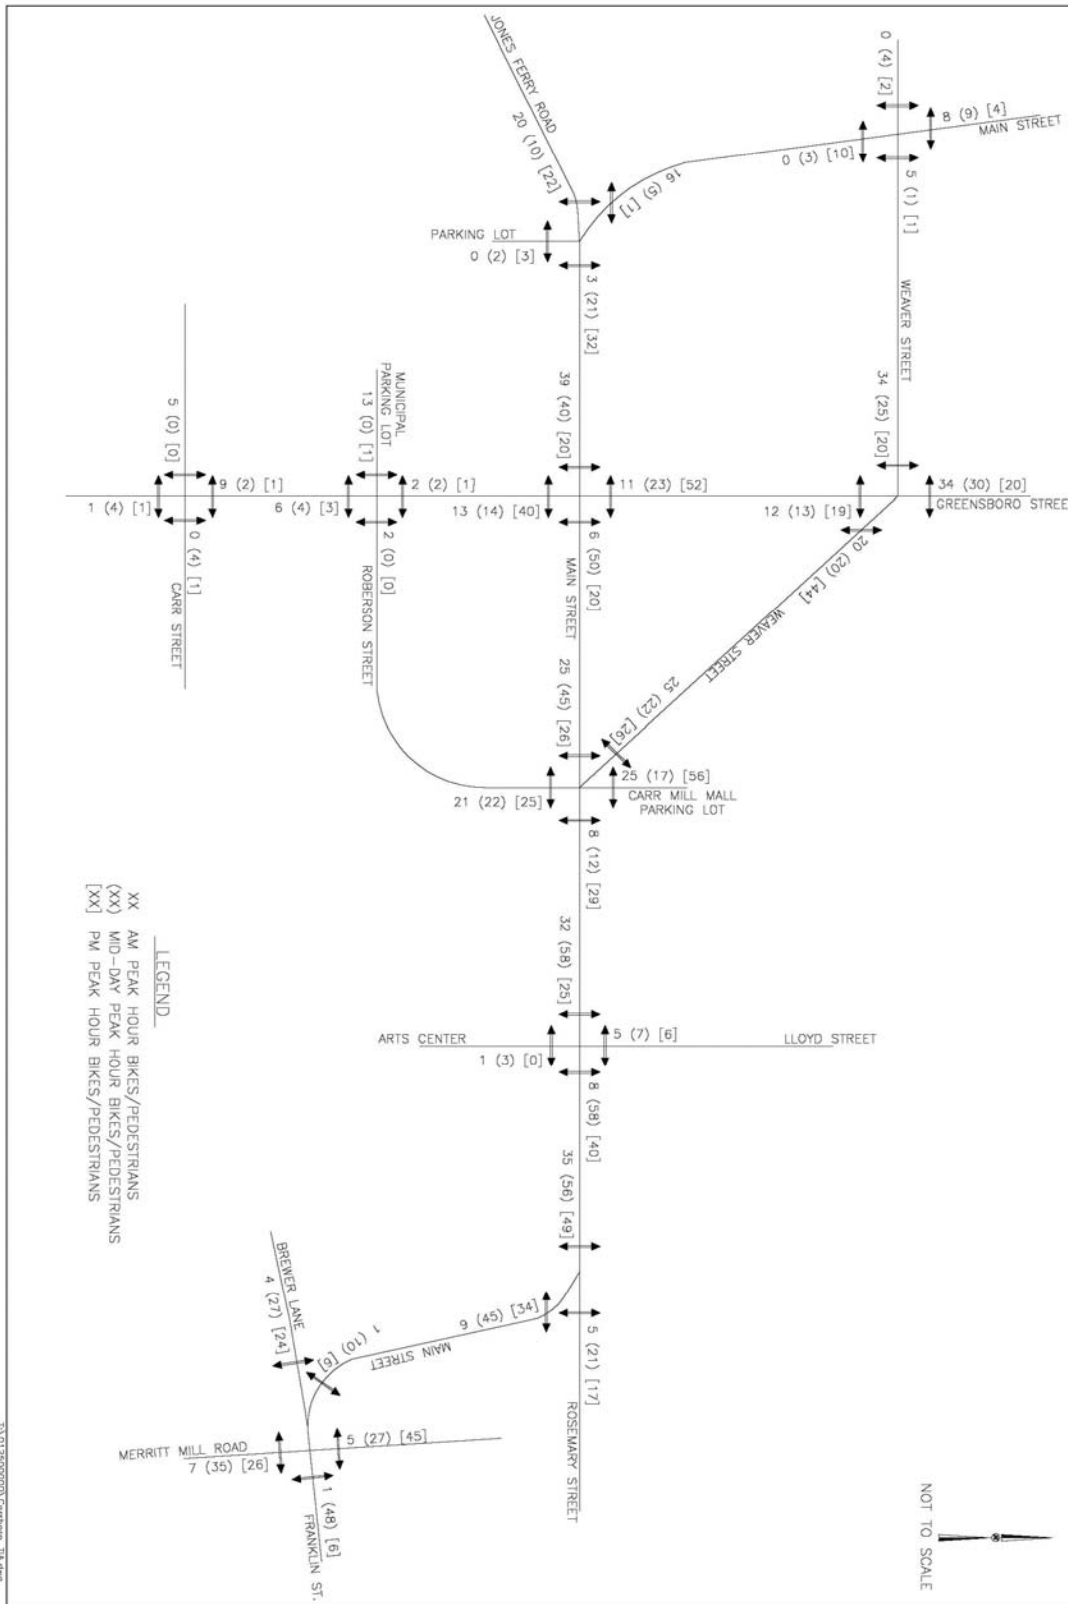 JONES FERRY ROAD
20 (10) [22]
0 (4) [2]
8 (9) [4]
MAIN STREET
0 (3) [10]
5 (1) [1]
16 (5) [1]
PARKING LOT
0 (2) [3]
3 (21) [32]
WEAVER STREET
39 (40) [20]
34 (25) [20]
MUNICIPAL
PARKING LOT
13 (0) [1]
5 (0) [0]
9 (2) [1]
1 (4) [1]
0 (4) [1]
CARR STREET
2 (2) [1]
6 (4) [3]
2 (0) [0]
ROBERSON STREET
11 (23) [52]
13 (14) [40]
6 (50) [20]
MAIN STREET
34 (30) [20]
GREENSBORO STREET
12 (13) [19]
20 (20) [44]
WEAVER STREET
25 (22) [26]
25 (45) [26]
25 (17) [56]
CARR MILL MALL
PARKING LOT
21 (22) [25]
8 (12) [29]
32 (58) [25]
ARTS CENTER
5 (7) [6]
LLOYD STREET
1 (3) [0]
8 (58) [40]
35 (56) [49]
LEGEND
XX AM PEAK HOUR BIKES/PEDESTRIANS
(XX) MID-DAY PEAK HOUR BIKES/PEDESTRIANS
[XX] PM PEAK HOUR BIKES/PEDESTRIANS
BREWER LANE
4 (27) [24]
9 (45) [34]
MAIN STREET
1 (10) [6]
5 (21) [17]
ROSEMARY STREET
MERRITT MILL ROAD
7 (35) [26]
5 (27) [45]
1 (48) [6]
FRANKLIN ST.
NOT TO SCALE